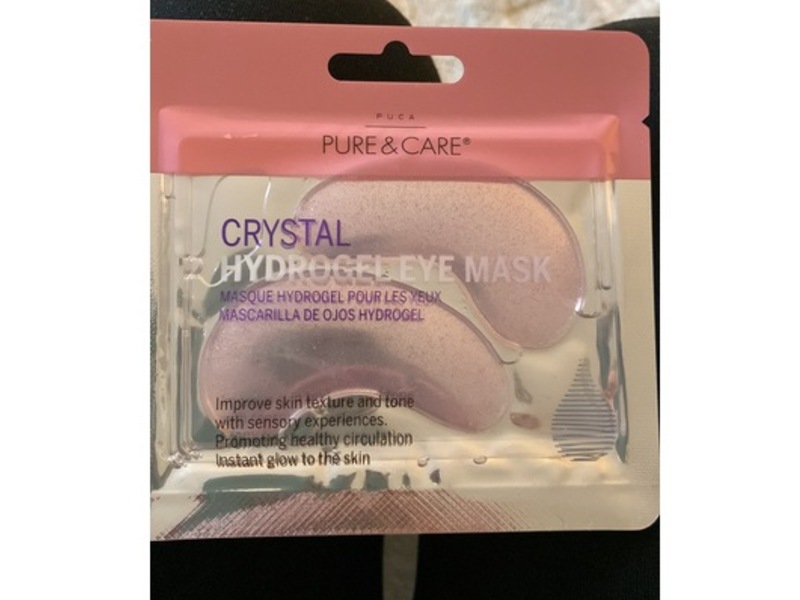 PUCA
PURE & CARE®
CRYSTAL
HYDROGEL EYE MASK
MASQUE HYDROGEL POUR LES YEUX
MASCARILLA DE OJOS HYDROGEL
Improve skin texture and tone
with sensory experiences.
Promoting healthy circulation
Instant glow to the skin